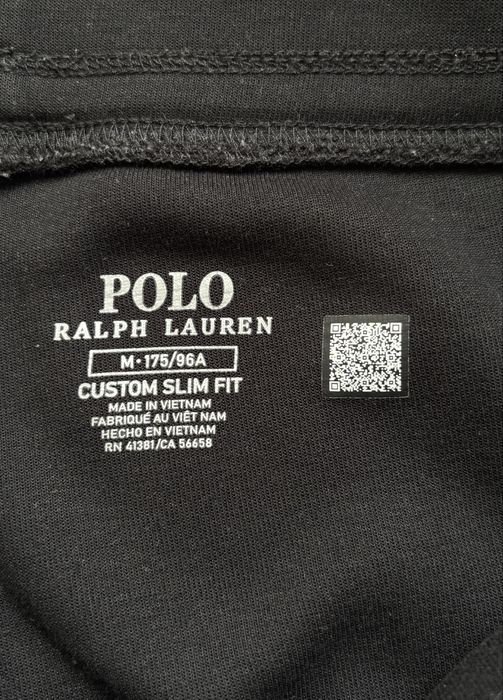 POLO
RALPH LAUREN
M•175/96A
CUSTOM SLIM FIT
MADE IN VIETNAM
FABRIQUÉ AU VIÊT NAM
HECHO EN VIETNAM
RN 41381/CA 56658